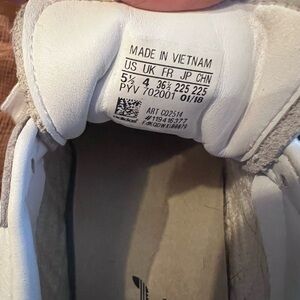 MADE IN VIETNAM
US UK FR JP CHN
5½ 4 36⅔ 225 225
PYV 702001 01/18
ART CQ2514
#119416377